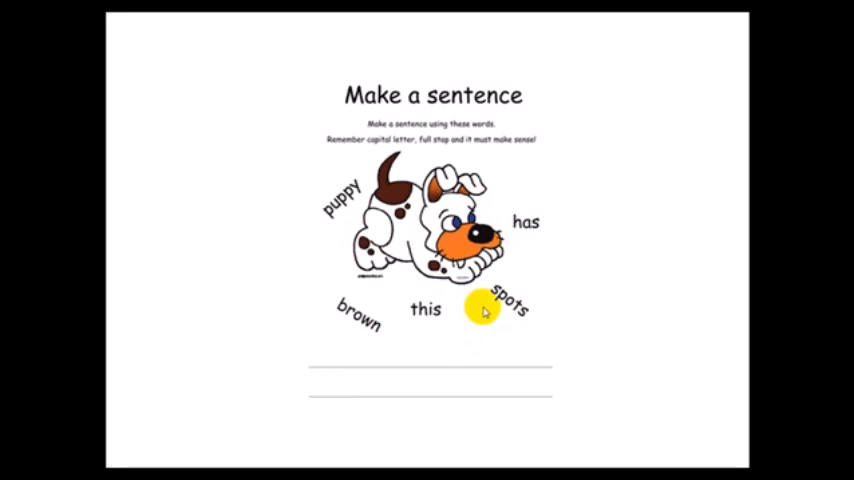 Make a sentence
Make a sentence using these words.
Remember capital letter, full stop and it must make sense!
puppy
has
spots
brown
this